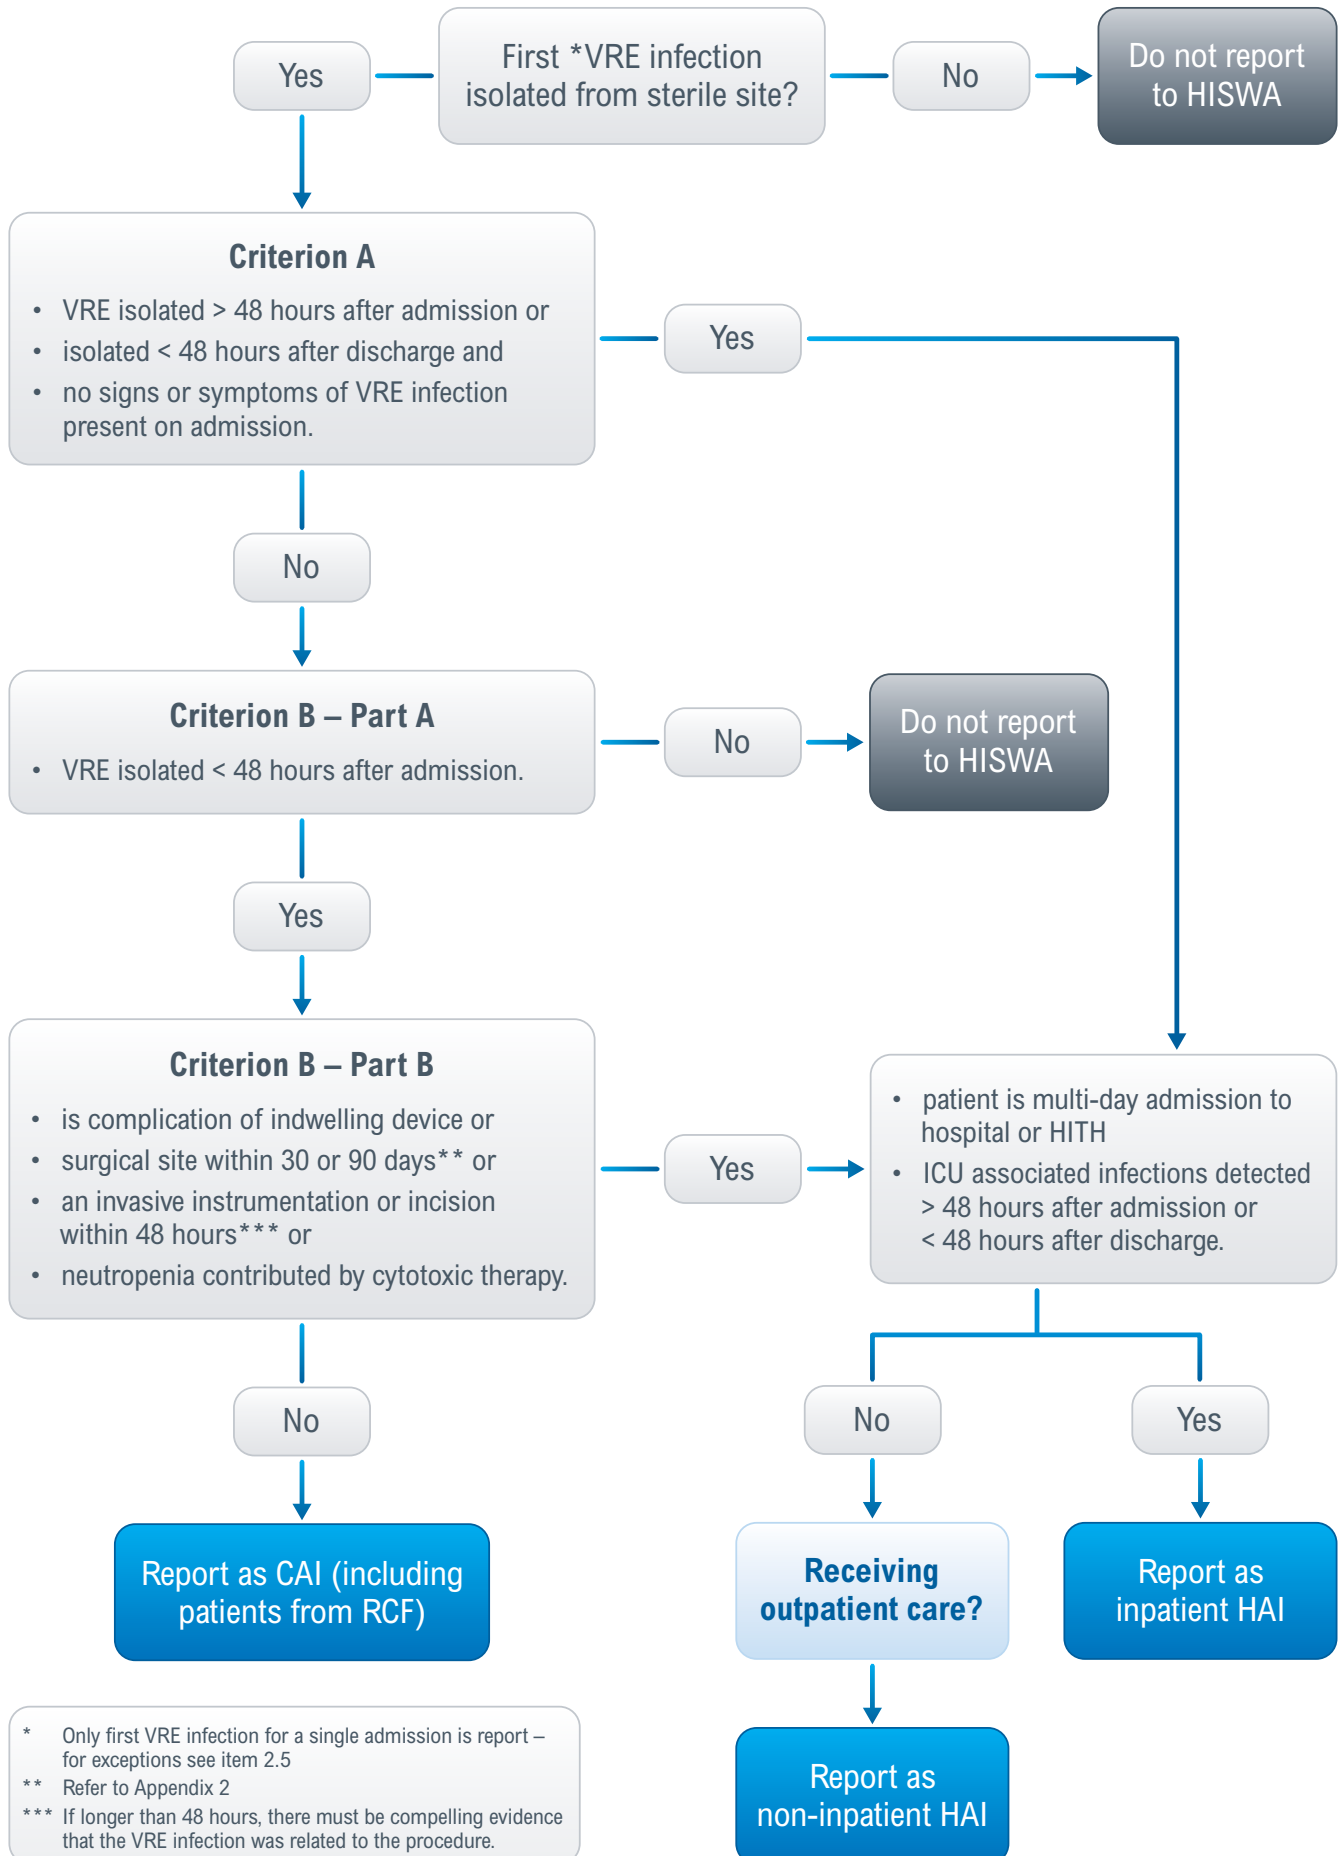 First *VRE infection
isolated from sterile site?
Yes
No
Do not report
to HISWA
Criterion A
• VRE isolated > 48 hours after admission or
• isolated < 48 hours after discharge and
• no signs or symptoms of VRE infection
present on admission.
Yes
No
Criterion B – Part A
• VRE isolated < 48 hours after admission.
No
Do not report
to HISWA
Yes
Criterion B – Part B
• is complication of indwelling device or
• surgical site within 30 or 90 days** or
• an invasive instrumentation or incision
within 48 hours*** or
• neutropenia contributed by cytotoxic therapy.
Yes
• patient is multi-day admission to
hospital or HITH
• ICU associated infections detected
> 48 hours after admission or
< 48 hours after discharge.
No
No
Yes
Report as CAI (including
patients from RCF)
Receiving
outpatient care?
Report as
inpatient HAI
Report as
non-inpatient HAI
* Only first VRE infection for a single admission is report –
for exceptions see item 2.5
** Refer to Appendix 2
*** If longer than 48 hours, there must be compelling evidence
that the VRE infection was related to the procedure.